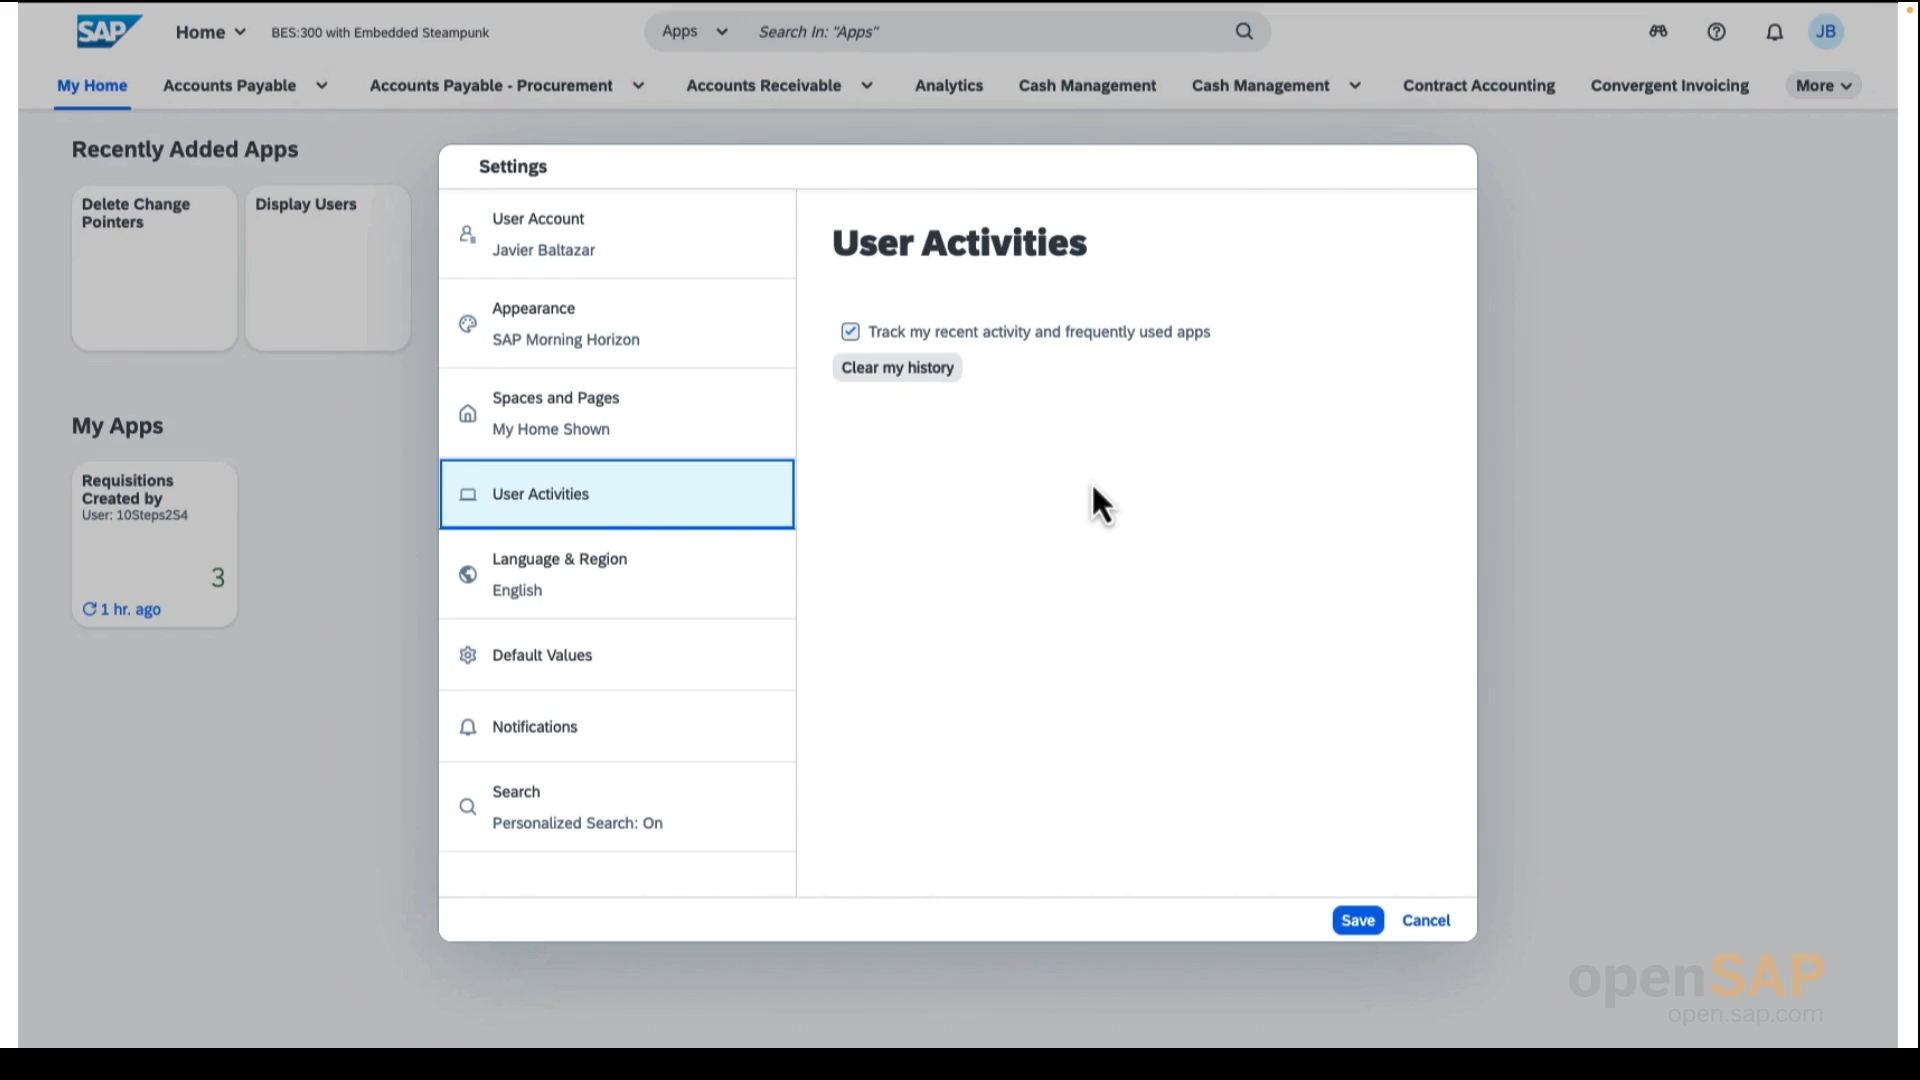 SAP
Home
BES:300 with Embedded Steampunk
Apps
Search In: "Apps"
JB
My Home
Accounts Payable
Accounts Payable - Procurement
Accounts Receivable
Analytics
Cash Management
Cash Management
Contract Accounting
Convergent Invoicing
More
Recently Added Apps
Delete Change
Pointers
Display Users
My Apps
Requisitions
Created by
User: 10Steps2S4
3
1 hr. ago
Settings
User Account
Javier Baltazar
Appearance
SAP Morning Horizon
Spaces and Pages
My Home Shown
User Activities
Language & Region
English
Default Values
Notifications
Search
Personalized Search: On
User Activities
Track my recent activity and frequently used apps
Clear my history
Save
Cancel
openSAP
open.sap.com